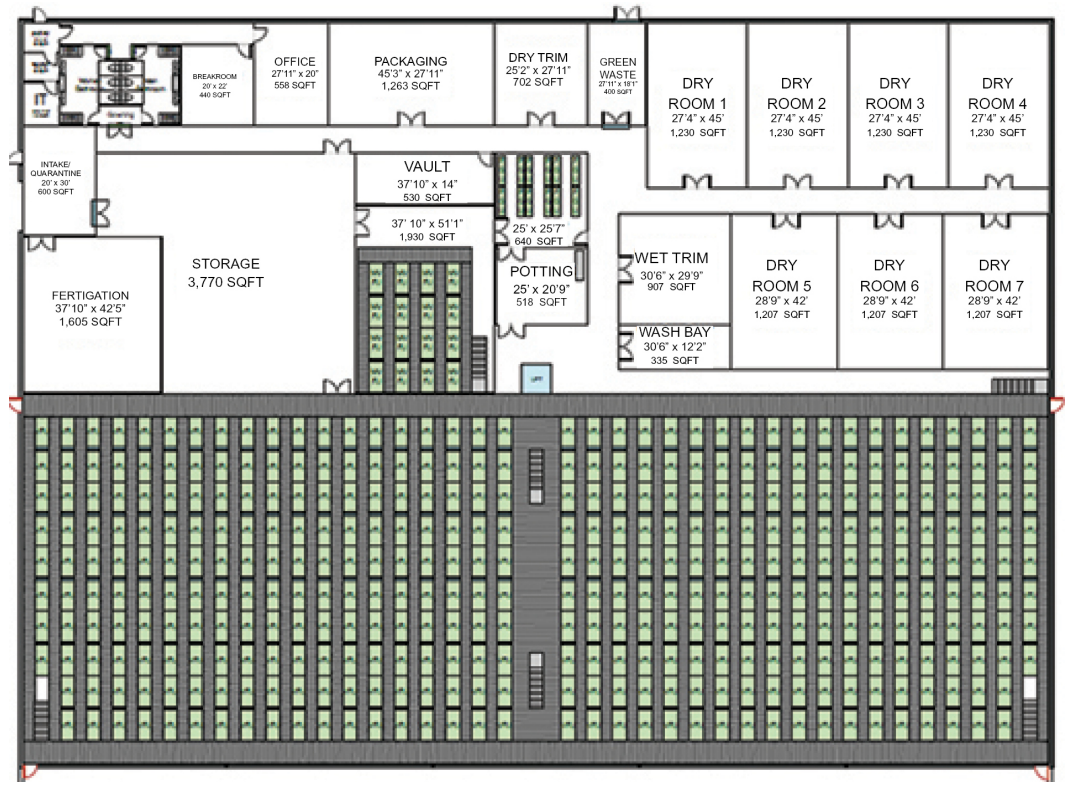 IT
BREAKROOM
20' x 22'
440 SQFT
OFFICE
27'11" x 20"
558 SQFT
PACKAGING
45'3" x 27'11"
1,263 SQFT
DRY TRIM
25'2" x 27'11"
702 SQFT
GREEN
WASTE
27'11" x 18'1"
400 SQFT
DRY
ROOM 1
27'4" x 45'
1,230 SQFT
DRY
ROOM 2
27'4" x 45'
1,230 SQFT
DRY
ROOM 3
27'4" x 45'
1,230 SQFT
DRY
ROOM 4
27'4" x 45'
1,230 SQFT
INTAKE/
QUARANTINE
20' x 30'
600 SQFT
VAULT
37'10" x 14"
530 SQFT
37' 10" x 51'1"
1,930 SQFT
25' x 25'7"
640 SQFT
POTTING
25' x 20'9"
518 SQFT
STORAGE
3,770 SQFT
FERTIGATION
37'10" x 42'5"
1,605 SQFT
WET TRIM
30'6" x 29'9"
907 SQFT
WASH BAY
30'6" x 12'2"
335 SQFT
DRY
ROOM 5
28'9" x 42'
1,207 SQFT
DRY
ROOM 6
28'9" x 42'
1,207 SQFT
DRY
ROOM 7
28'9" x 42'
1,207 SQFT
LIFT